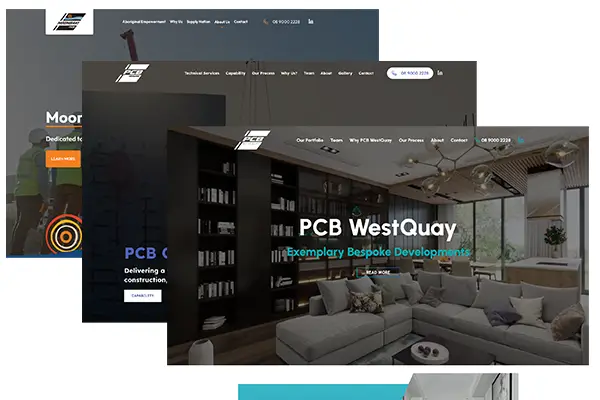 Aboriginal Empowerment Why Us Supply Nation About Us Contact 08 9000 2228 in
Moor
Dedicated to
LEARN MORE
PCB
Technical Services Capability Our Process Why Us? Team About Gallery Contact 08 9000 2228 in
PCB C
Delivering a
construction,
CAPABILITY
PCB
Our Portfolio Team Why PCB WestQuay Our Process About Contact 08 9000 2228 in
PCB WestQuay
Exemplary Bespoke Developments
READ MORE